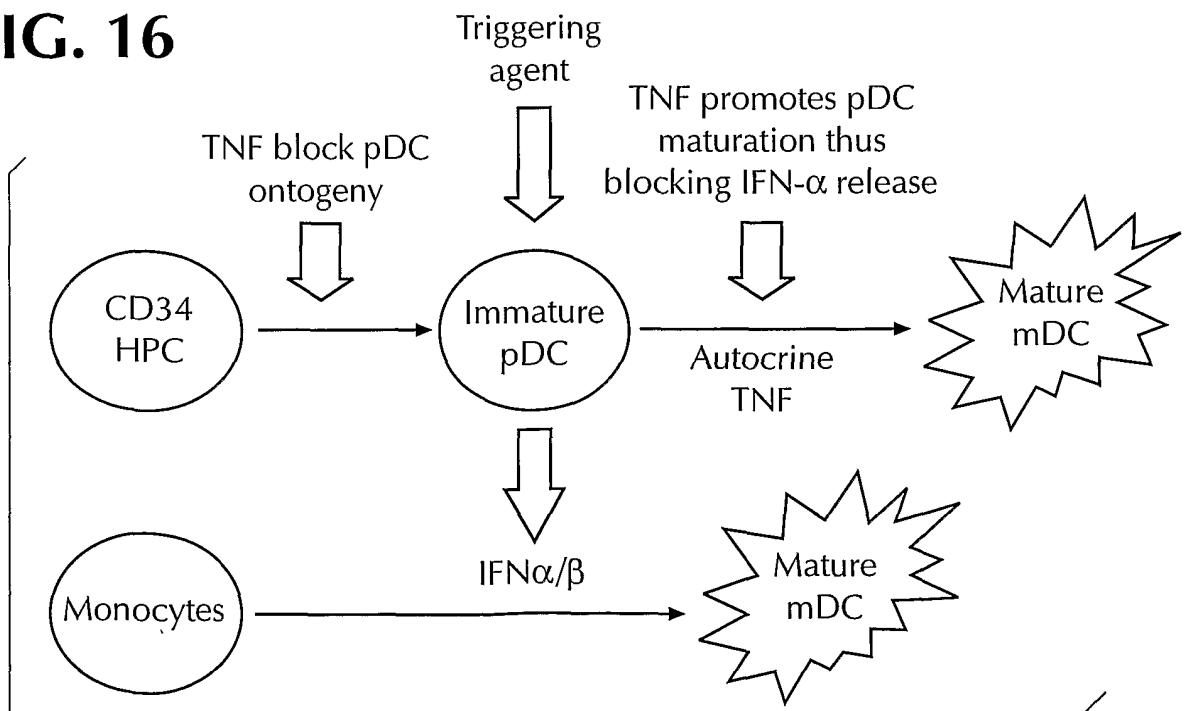 IG. 16
Triggering
agent
TNF block pDC
ontogeny
TNF promotes pDC
maturation thus
blocking IFN-α release
CD34
HPC
Immature
pDC
Autocrine
TNF
Mature
mDC
IFNα/β
Monocytes
Mature
mDC